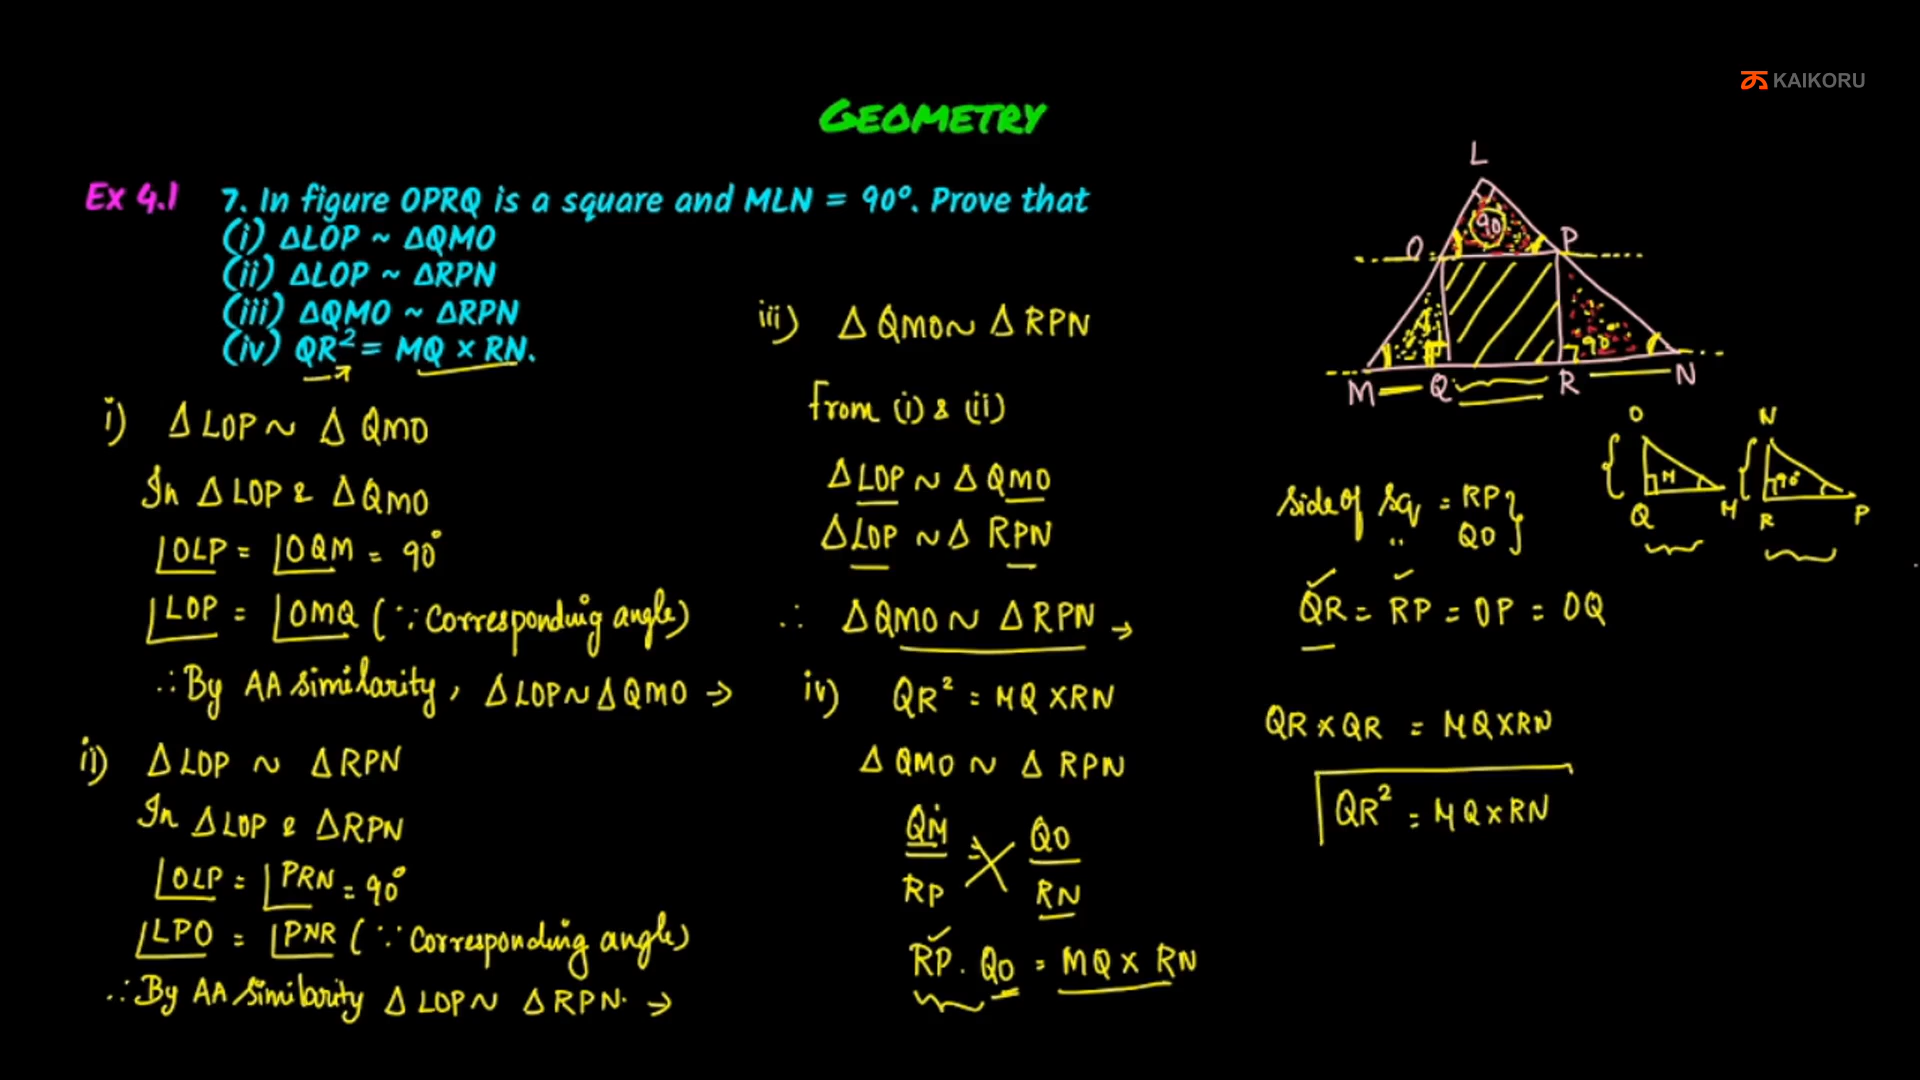 KAIKORU
GEOMETRY
Ex 4.1
7. In figure OPRQ is a square and MLN = 90°. Prove that
(i) ΔLOP ~ ΔQMO
(ii) ΔLOP ~ ΔRPN
(iii) ΔQMO ~ ΔRPN
(iv) QR² = MQ × RN.
i) Δ LOP ~ Δ QMO
In Δ LOP & Δ QMO
∠OLP = ∠OQM = 90°
∠LOP = ∠OMQ (∵ Corresponding angle)
∴ By AA similarity, Δ LOP ~ Δ QMO →
ii) Δ LOP ~ Δ RPN
In Δ LOP & Δ RPN
∠OLP = ∠PRN = 90°
∠LPO = ∠PNR (∵ Corresponding angle)
∴ By AA similarity Δ LOP ~ Δ RPN. →
iii) Δ QMO ~ Δ RPN
from (i) & (ii)
Δ LOP ~ Δ QMO
Δ LOP ~ Δ RPN
∴ Δ QMO ~ Δ RPN →
iv) QR² = MQ × RN
Δ QMO ~ Δ RPN
QM/RP = QO/RN
RP . QO = MQ × RN
L
90
O P
90
M Q R N
O N
M 90°
Q M R P
side of sq = RP }
" QO }
QR = RP = OP = OQ
QR × QR = MQ × RN
QR² = MQ × RN